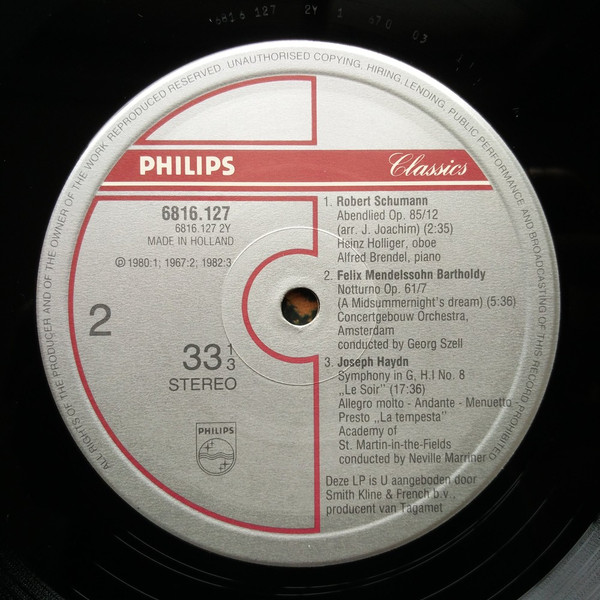 6816 127 2Y 1 670 03
ALL RIGHTS OF THE PRODUCER AND OF THE OWNER OF THE WORK REPRODUCED RESERVED. UNAUTHORISED COPYING, HIRING, LENDING, PUBLIC PERFORMANCE AND BROADCASTING OF THIS RECORD PROHIBITED
PHILIPS Classics
6816.127
6816.127 2Y
MADE IN HOLLAND
Ⓟ 1980:1; 1967:2; 1982:3
2
33 1/3
STEREO
PHILIPS
1. Robert Schumann
Abendlied Op. 85/12
(arr. J. Joachim) (2:35)
Heinz Holliger, oboe
Alfred Brendel, piano
2. Felix Mendelssohn Bartholdy
Notturno Op. 61/7
(A Midsummernight's dream) (5:36)
Concertgebouw Orchestra,
Amsterdam
conducted by Georg Szell
3. Joseph Haydn
Symphony in G, H.I No. 8
„Le Soir” (17:36)
Allegro molto - Andante - Menuetto -
Presto „La tempesta”
Academy of
St. Martin-in-the-Fields
conducted by Neville Marriner
Deze LP is U aangeboden door
Smith Kline & French b.v.,
producent van Tagamet